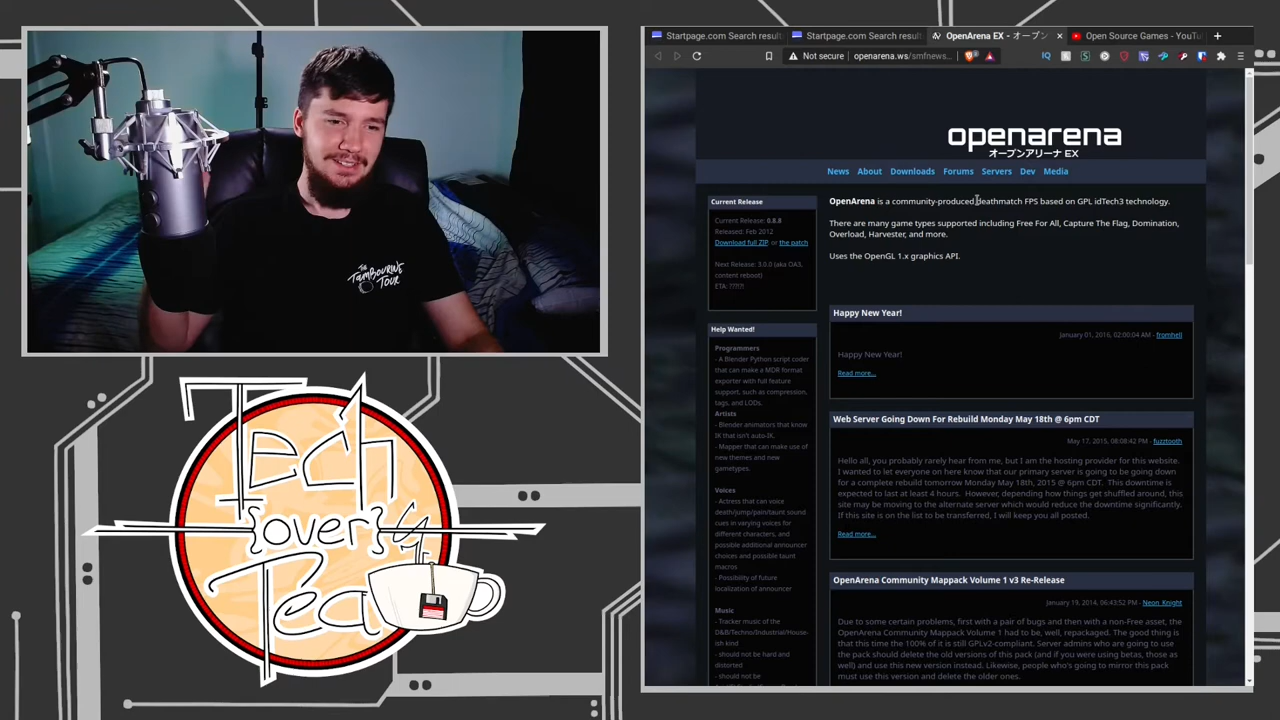 THE
TAMBOURINE
TOUR
Tech
{over}
Tea
Startpage.com Search result
Startpage.com Search result
OpenArena EX - オープン
Open Source Games - YouTu
Not secure
openarena.ws/smfnews...
openarena
オープンアリーナ EX
News About Downloads Forums Servers Dev Media
Current Release
Current Release: 0.8.8
Released: Feb 2012
Download full ZIP or the patch
Next Release: 3.0.0 (aka OA3,
content reboot)
ETA: ???!?!
Help Wanted!
Programmers
- A Blender Python script coder
that can make a MDR format
exporter with full feature
support, such as compression,
tags, and LODs.
Artists
- Blender animators that know
IK that isn't auto-IK.
- Mapper that can make use of
new themes and new
gametypes.
Voices
- Actress that can voice
death/jump/pain/taunt sound
cues in varying voices for
different characters, and
possible additional announcer
choices and possible taunt
macros
- Possibility of future
localization of announcer
Music
- Tracker music of the
D&B/Techno/Industrial/House-
ish kind
- should not be hard and
distorted
- should not be
OpenArena is a community-produced deathmatch FPS based on GPL idTech3 technology.
There are many game types supported including Free For All, Capture The Flag, Domination,
Overload, Harvester, and more.
Uses the OpenGL 1.x graphics API.
Happy New Year!
January 01, 2016, 02:00:04 AM - fromhell
Happy New Year!
Read more...
Web Server Going Down For Rebuild Monday May 18th @ 6pm CDT
May 17, 2015, 08:08:42 PM - fuzztooth
Hello all, you probably rarely hear from me, but I am the hosting provider for this website.
I wanted to let everyone on here know that our primary server is going to be going down
for a complete rebuild tomorrow Monday May 18th, 2015 @ 6pm CDT. This downtime is
expected to last at least 4 hours. However, depending how things get shuffled around, this
site may be moving to the alternate server which would reduce the downtime significantly.
If this site is on the list to be transferred, I will keep you all posted.
Read more...
OpenArena Community Mappack Volume 1 v3 Re-Release
January 19, 2014, 06:43:52 PM - Neon_Knight
Due to some certain problems, first with a pair of bugs and then with a non-Free asset, the
OpenArena Community Mappack Volume 1 had to be, well, repackaged. The good thing is
that this time the 100% of it is still GPLv2-compliant. Server admins who are going to use
the pack should delete the old versions of this pack (and if you were using betas, those as
well) and use this new version instead. Likewise, people who's going to mirror this pack
must use this version and delete the older ones.